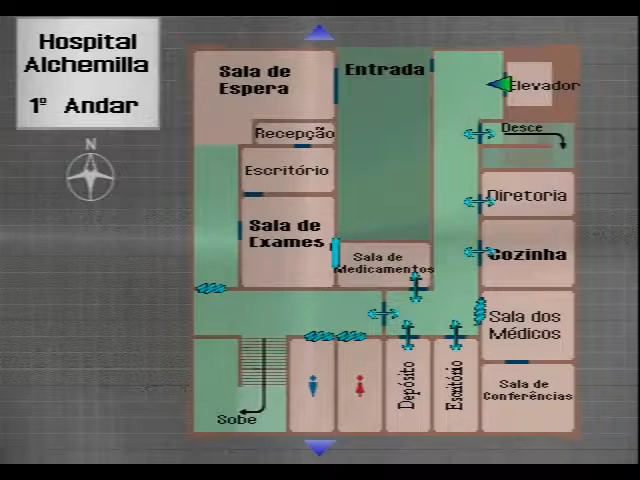 Hospital
Alchemilla
1º Andar
N
Sala de
Espera
Entrada
Elevador
Recepção
Desce
Escritório
Diretoria
Sala de
Exames
Sala de
Medicamentos
Cozinha
Sala dos
Médicos
Depósito
Escritório
Sala de
Conferências
Sobe